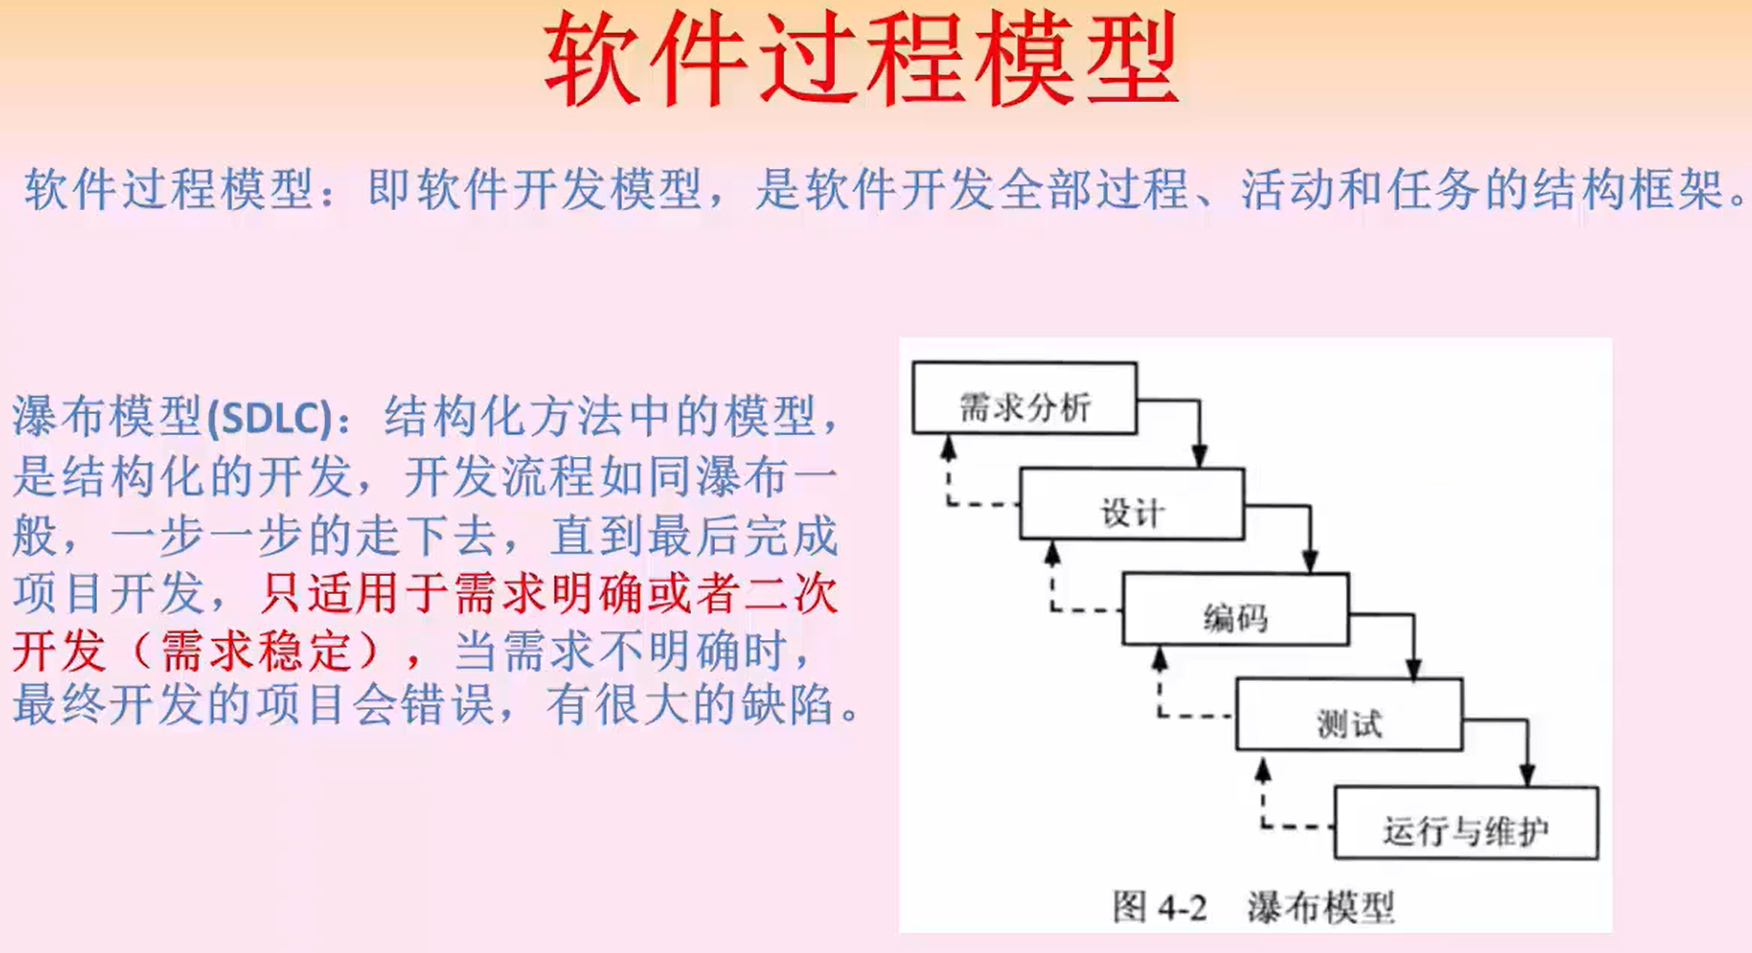 软件过程模型
软件过程模型：即软件开发模型，是软件开发全部过程、活动和任务的结构框架。
瀑布模型(SDLC)：结构化方法中的模型，
是结构化的开发，开发流程如同瀑布一
般，一步一步的走下去，直到最后完成
项目开发，只适用于需求明确或者二次
开发（需求稳定），当需求不明确时，
最终开发的项目会错误，有很大的缺陷。
需求分析
设计
编码
测试
运行与维护
图 4-2 瀑布模型